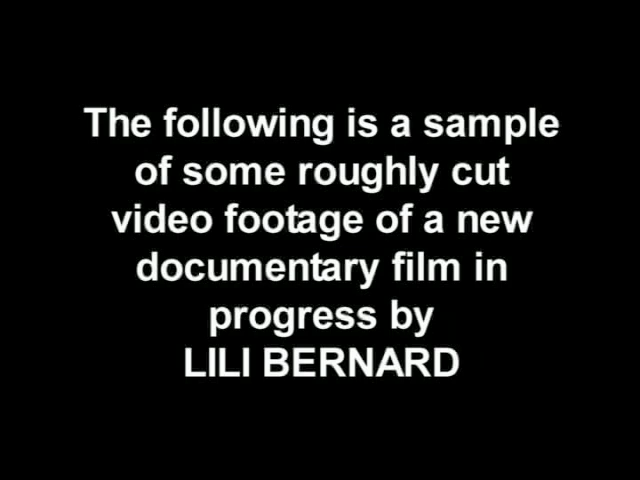 The following is a sample
of some roughly cut
video footage of a new
documentary film in
progress by
LILI BERNARD